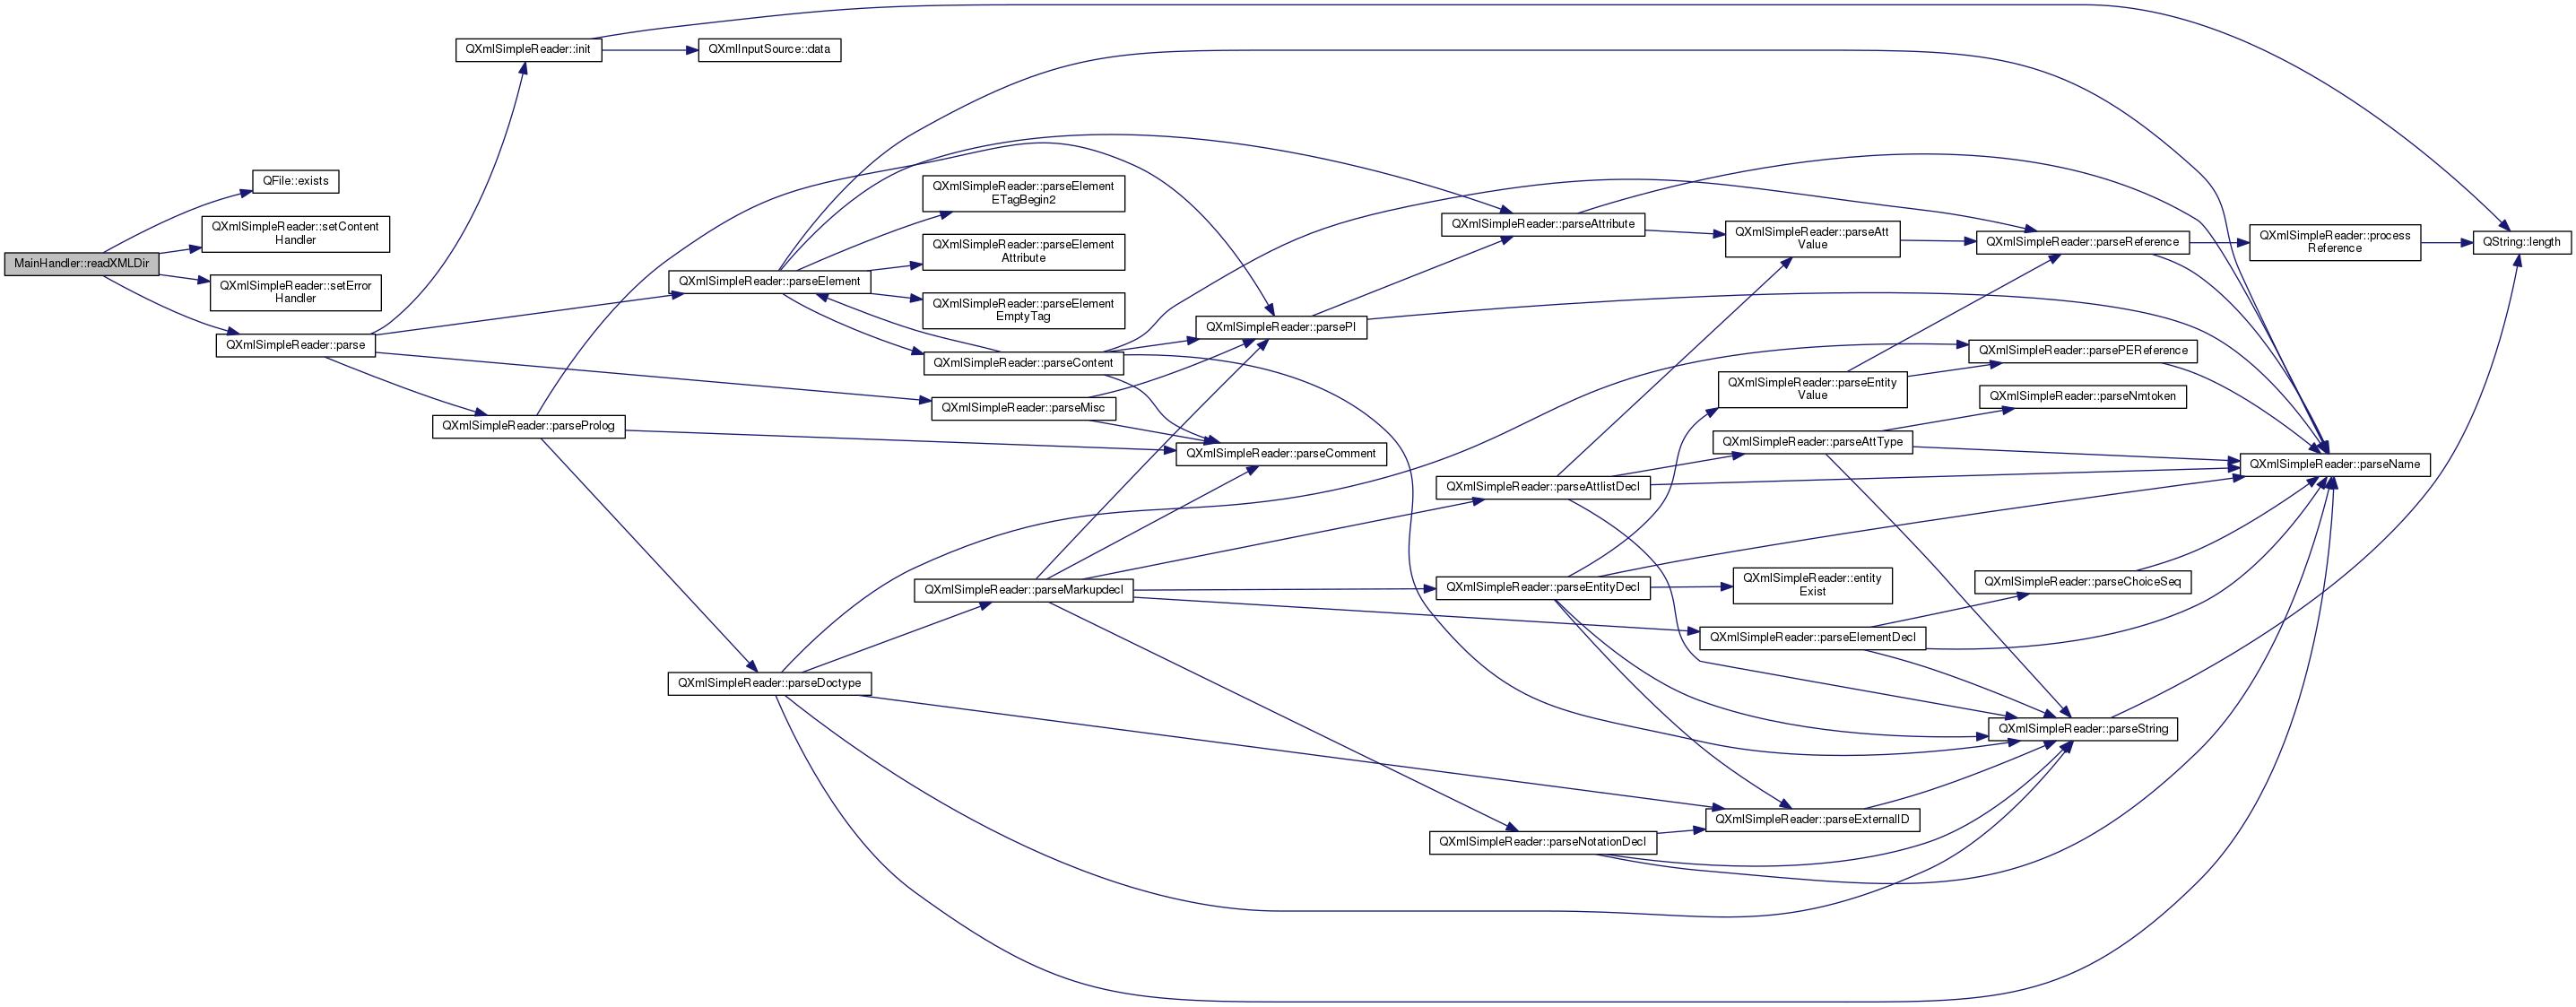 MainHandler::readXMLDir
QFile::exists
QXmlSimpleReader::setContent
Handler
QXmlSimpleReader::setError
Handler
QXmlSimpleReader::parse
QXmlSimpleReader::init
QXmlInputSource::data
QXmlSimpleReader::parseProlog
QXmlSimpleReader::parseElement
QXmlSimpleReader::parseDoctype
QXmlSimpleReader::parseElement
ETagBegin2
QXmlSimpleReader::parseElement
Attribute
QXmlSimpleReader::parseElement
EmptyTag
QXmlSimpleReader::parseContent
QXmlSimpleReader::parseMisc
QXmlSimpleReader::parseMarkupdecl
QXmlSimpleReader::parsePI
QXmlSimpleReader::parseComment
QXmlSimpleReader::parseAttribute
QXmlSimpleReader::parseAttlistDecl
QXmlSimpleReader::parseEntityDecl
QXmlSimpleReader::parseNotationDecl
QXmlSimpleReader::parseAtt
Value
QXmlSimpleReader::parseEntity
Value
QXmlSimpleReader::parseAttType
QXmlSimpleReader::entity
Exist
QXmlSimpleReader::parseElementDecl
QXmlSimpleReader::parseExternalID
QXmlSimpleReader::parseReference
QXmlSimpleReader::parsePEReference
QXmlSimpleReader::parseNmtoken
QXmlSimpleReader::parseChoiceSeq
QXmlSimpleReader::parseString
QXmlSimpleReader::process
Reference
QXmlSimpleReader::parseName
QString::length